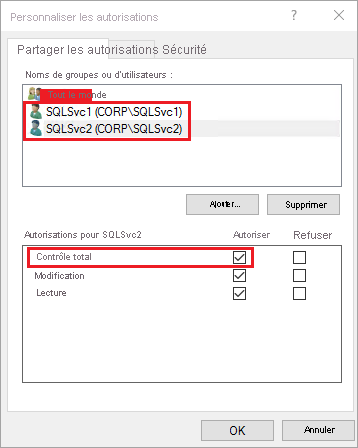 Personnaliser les autorisations
Partager les autorisations Sécurité
Noms de groupes ou d'utilisateurs :
Tout le monde
SQLSvc1 (CORP\SQLSvc1)
SQLSvc2 (CORP\SQLSvc2)
Ajouter... Supprimer
Autorisations pour SQLSvc2 Autoriser Refuser
Contrôle total
Modification
Lecture
OK Annuler